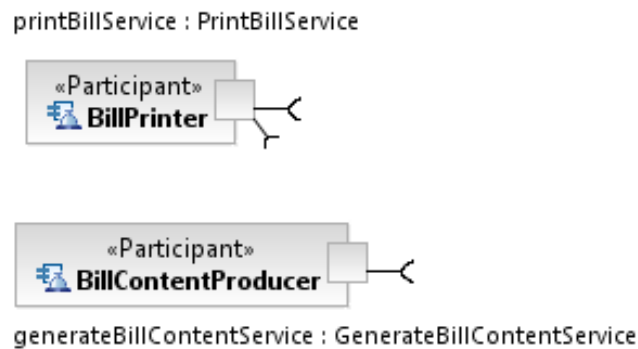 printBillService : PrintBillService
«Participant»
BillPrinter
«Participant»
BillContentProducer
generateBillContentService : GenerateBillContentService